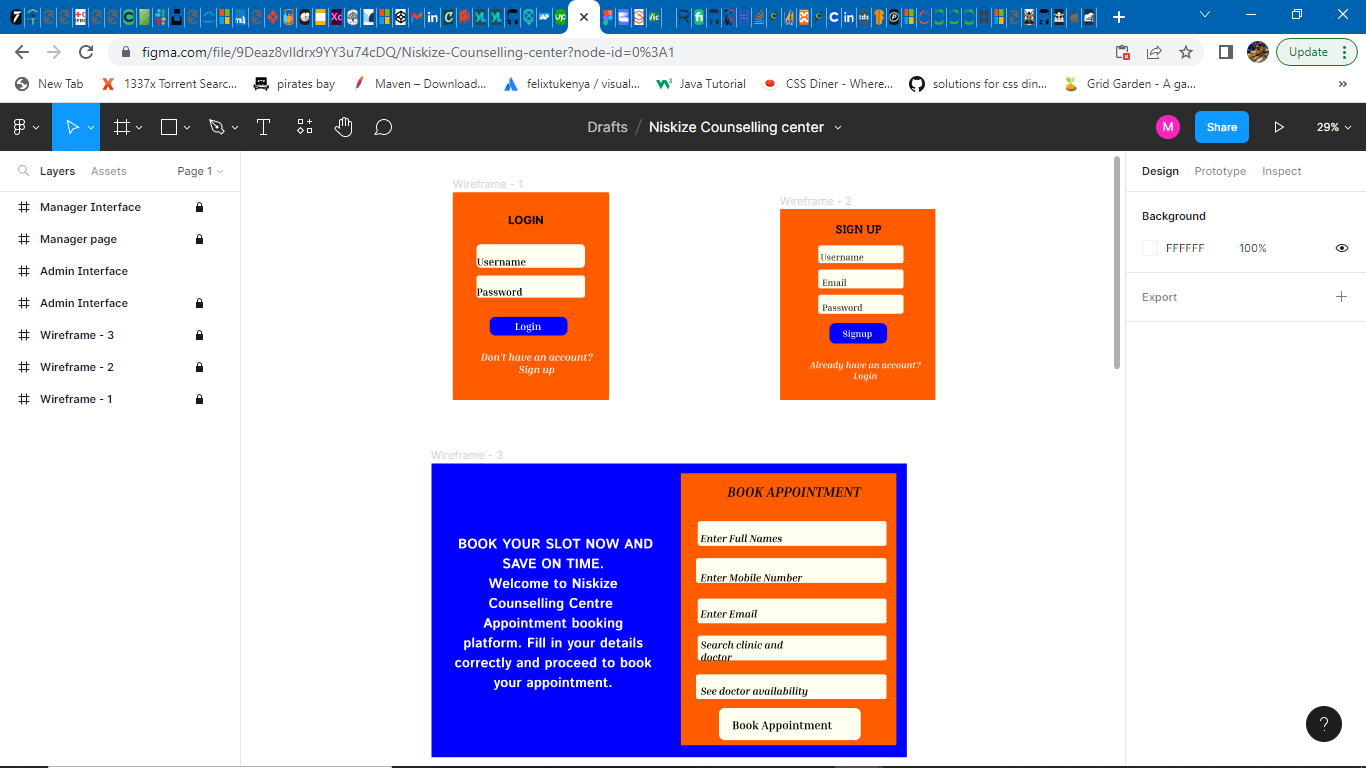 figma.com/file/9Deaz8vlldrx9YY3u74cDQ/Niskize-Counselling-center?node-id=0%3A1
Update
New Tab
1337x Torrent Searc...
pirates bay
Maven – Download...
felixtukenya / visual...
Java Tutorial
CSS Diner - Where...
solutions for css din...
Grid Garden - A ga...
»
Drafts / Niskize Counselling center
M
Share
29%
Layers
Assets
Page 1
Manager Interface
Manager page
Admin Interface
Admin Interface
Wireframe - 3
Wireframe - 2
Wireframe - 1
Wireframe - 1
LOGIN
Username
Password
Login
Don't have an account?
Sign up
Wireframe - 2
SIGN UP
Username
Email
Password
Signup
Already have an account?
Login
Wireframe - 3
BOOK YOUR SLOT NOW AND
SAVE ON TIME.
Welcome to Niskize
Counselling Centre
Appointment booking
platform. Fill in your details
correctly and proceed to book
your appointment.
BOOK APPOINTMENT
Enter Full Names
Enter Mobile Number
Enter Email
Search clinic and
doctor
See doctor availability
Book Appointment
Design
Prototype
Inspect
Background
FFFFFF
100%
Export
?